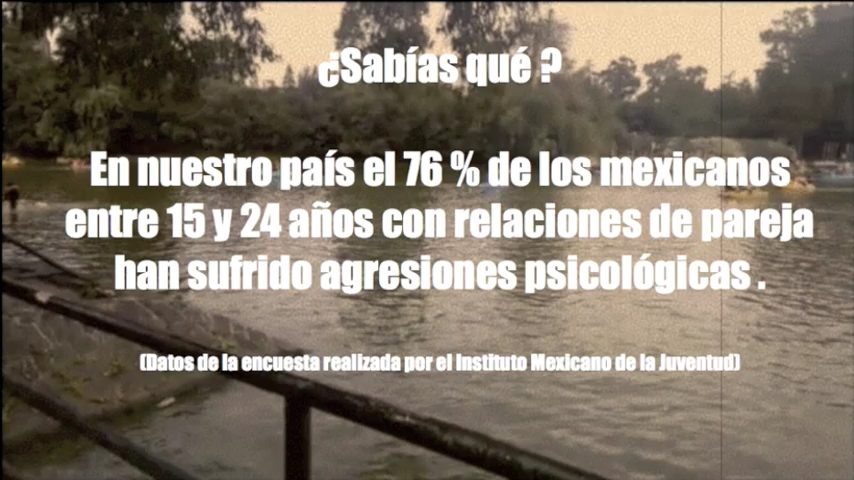 ¿Sabías qué ?
En nuestro país el 76 % de los mexicanos
entre 15 y 24 años con relaciones de pareja
han sufrido agresiones psicológicas .
(Datos de la encuesta realizada por el Instituto Mexicano de la Juventud)